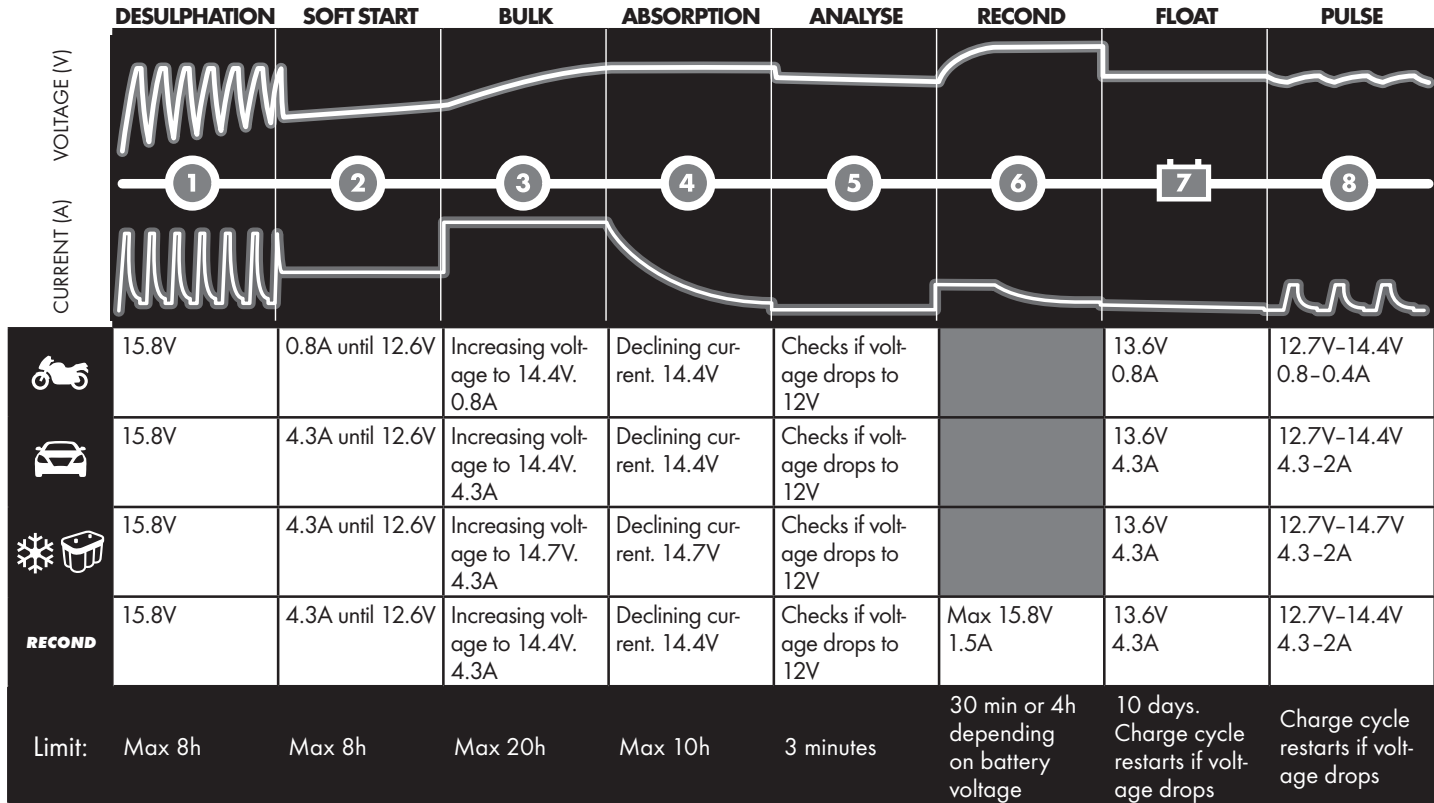 DESULPHATION SOFT START BULK ABSORPTION ANALYSE RECOND FLOAT PULSE
VOLTAGE (V)
1 2 3 4 5 6 7 8
CURRENT (A)
15.8V
0.8A until 12.6V
Increasing volt-
age to 14.4V.
0.8A
Declining cur-
rent. 14.4V
Checks if volt-
age drops to
12V
13.6V
0.8A
12.7V–14.4V
0.8–0.4A
15.8V
4.3A until 12.6V
Increasing volt-
age to 14.4V.
4.3A
Declining cur-
rent. 14.4V
Checks if volt-
age drops to
12V
13.6V
4.3A
12.7V–14.4V
4.3–2A
15.8V
4.3A until 12.6V
Increasing volt-
age to 14.7V.
4.3A
Declining cur-
rent. 14.7V
Checks if volt-
age drops to
12V
13.6V
4.3A
12.7V–14.7V
4.3–2A
RECOND
15.8V
4.3A until 12.6V
Increasing volt-
age to 14.4V.
4.3A
Declining cur-
rent. 14.4V
Checks if volt-
age drops to
12V
Max 15.8V
1.5A
13.6V
4.3A
12.7V–14.4V
4.3–2A
Limit:
Max 8h
Max 8h
Max 20h
Max 10h
3 minutes
30 min or 4h
depending
on battery
voltage
10 days.
Charge cycle
restarts if volt-
age drops
Charge cycle
restarts if volt-
age drops